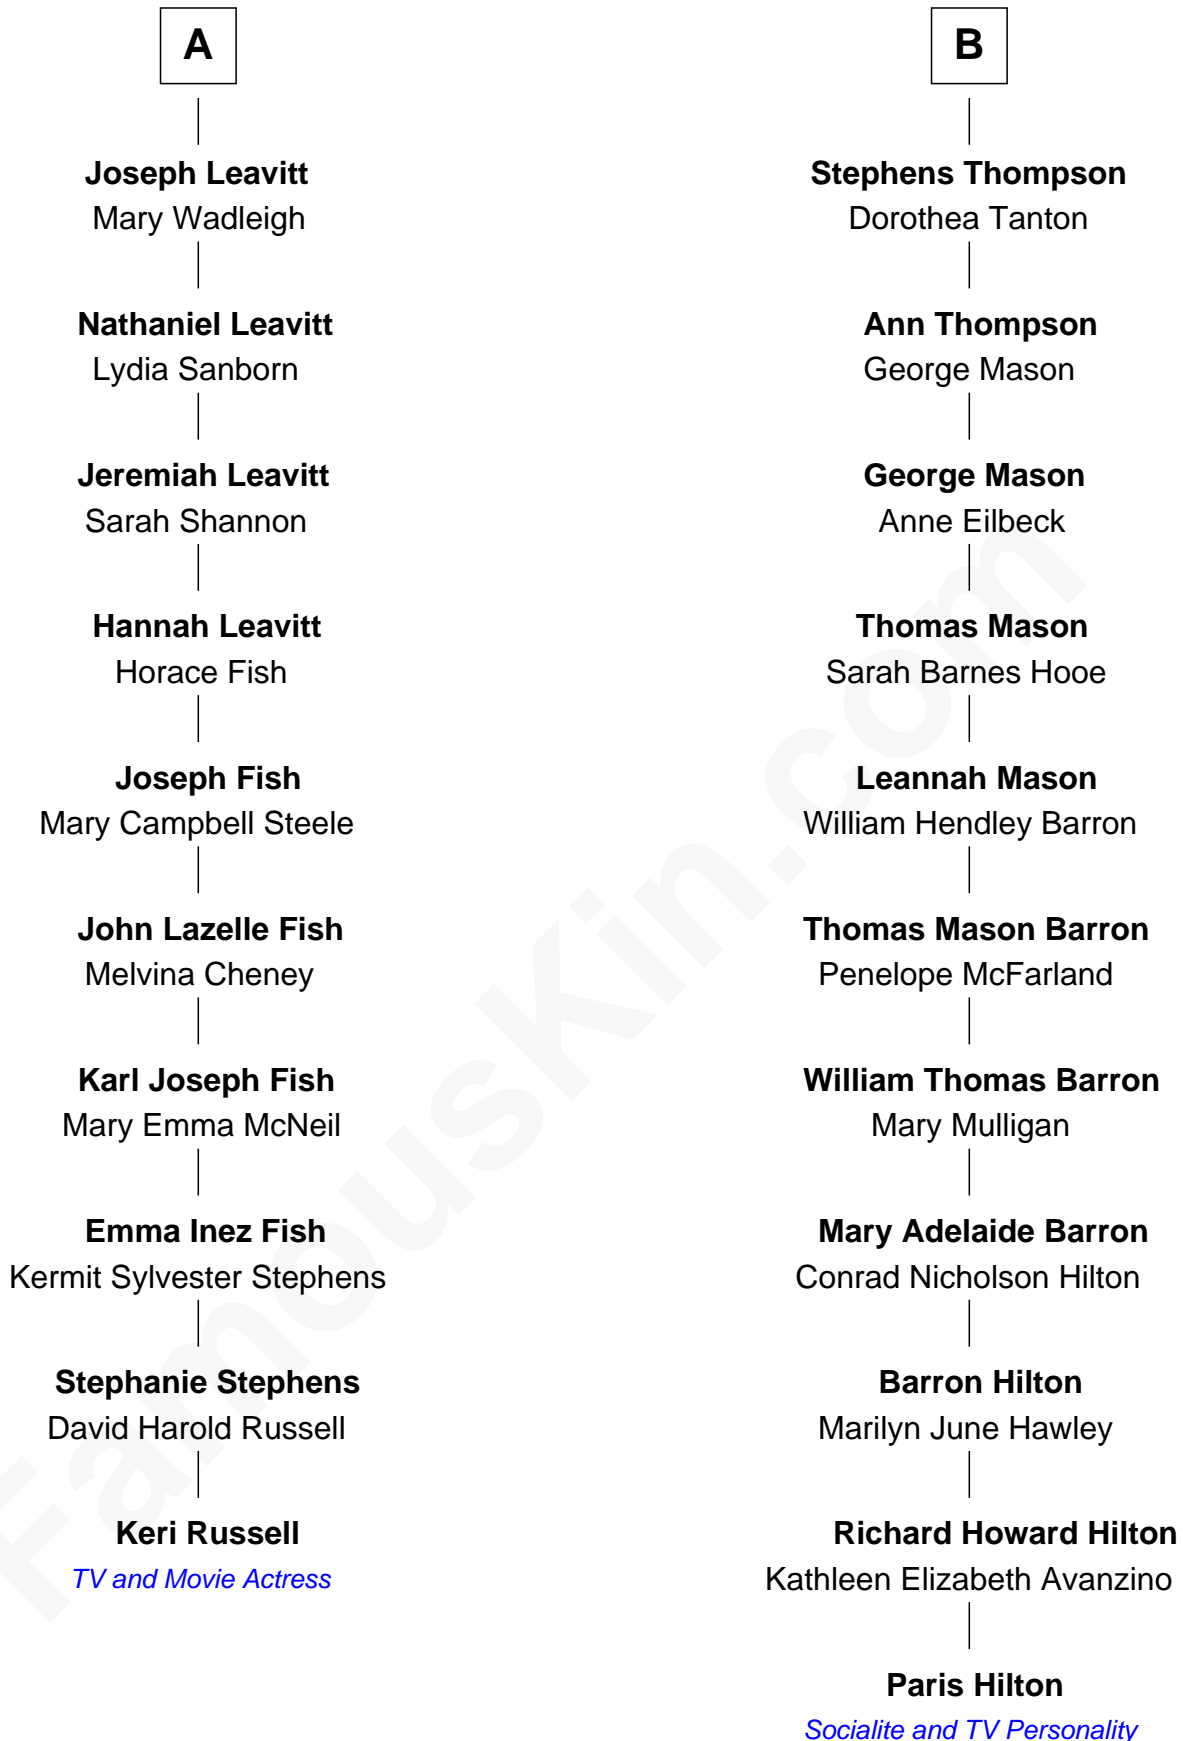 A
Joseph Leavitt
Mary Wadleigh
Nathaniel Leavitt
Lydia Sanborn
Jeremiah Leavitt
Sarah Shannon
Hannah Leavitt
Horace Fish
Joseph Fish
Mary Campbell Steele
John Lazelle Fish
Melvina Cheney
Karl Joseph Fish
Mary Emma McNeil
Emma Inez Fish
Kermit Sylvester Stephens
Stephanie Stephens
David Harold Russell
Keri Russell
TV and Movie Actress
B
Stephens Thompson
Dorothea Tanton
Ann Thompson
George Mason
George Mason
Anne Eilbeck
Thomas Mason
Sarah Barnes Hooe
Leannah Mason
William Hendley Barron
Thomas Mason Barron
Penelope McFarland
William Thomas Barron
Mary Mulligan
Mary Adelaide Barron
Conrad Nicholson Hilton
Barron Hilton
Marilyn June Hawley
Richard Howard Hilton
Kathleen Elizabeth Avanzino
Paris Hilton
Socialite and TV Personality
FamousKin.com